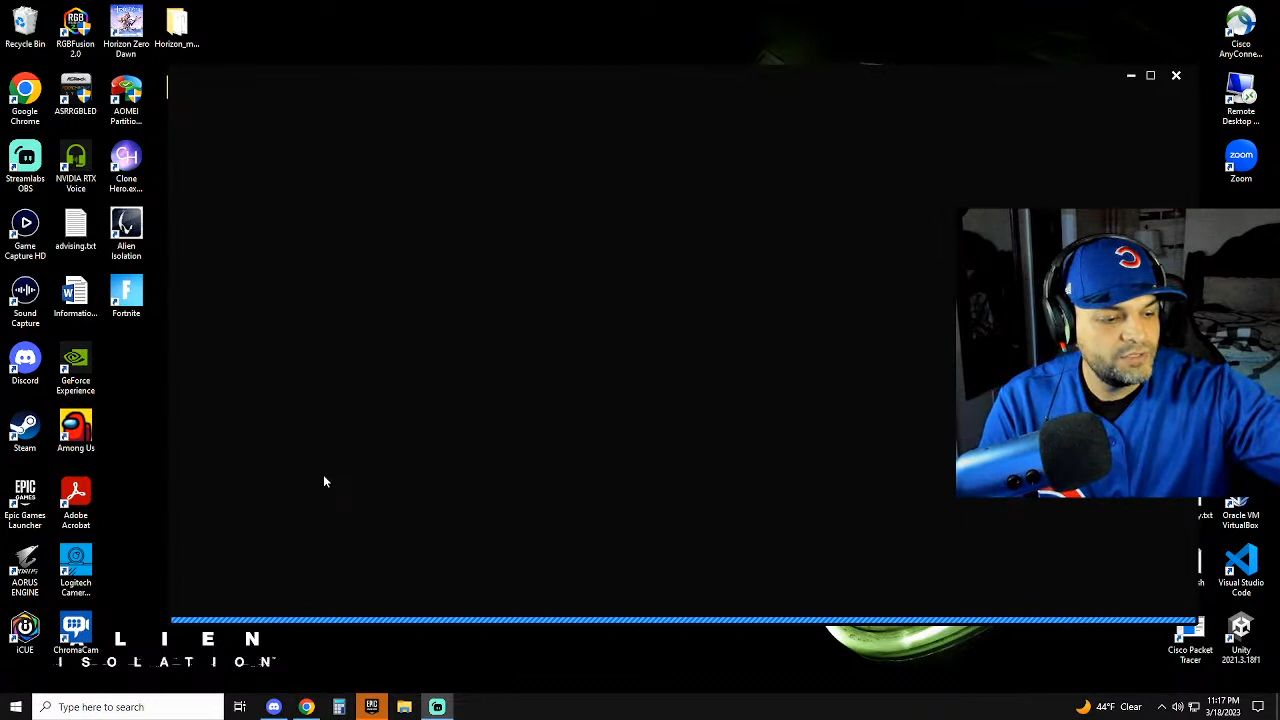 Recycle Bin
RGBFusion 2.0
Horizon Zero Dawn
Horizon_m...
Google Chrome
ASRRGBLED
AOMEI Partitio...
Streamlabs OBS
NVIDIA RTX Voice
Clone Hero.ex...
Game Capture HD
advising.txt
Alien Isolation
Sound Capture
Informatio...
Fortnite
Discord
GeForce Experience
Steam
Among Us
Epic Games Launcher
Adobe Acrobat
AORUS ENGINE
Logitech Camer...
iCUE
ChromaCam
LIEN
ISOLATION
Cisco AnyConne...
Remote Desktop ...
Zoom
y.txt
Oracle VM VirtualBox
sh
Visual Studio Code
Cisco Packet Tracer
Unity 2021.3.18f1
Type here to search
44°F Clear
11:17 PM
3/18/2023